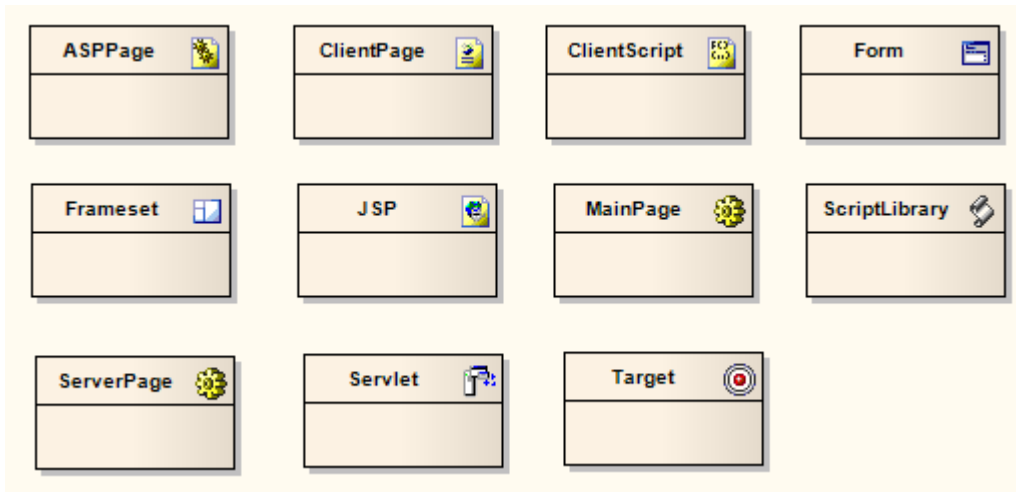 ASPPage
ClientPage
ClientScript
Form
Frameset
JSP
MainPage
ScriptLibrary
ServerPage
Servlet
Target